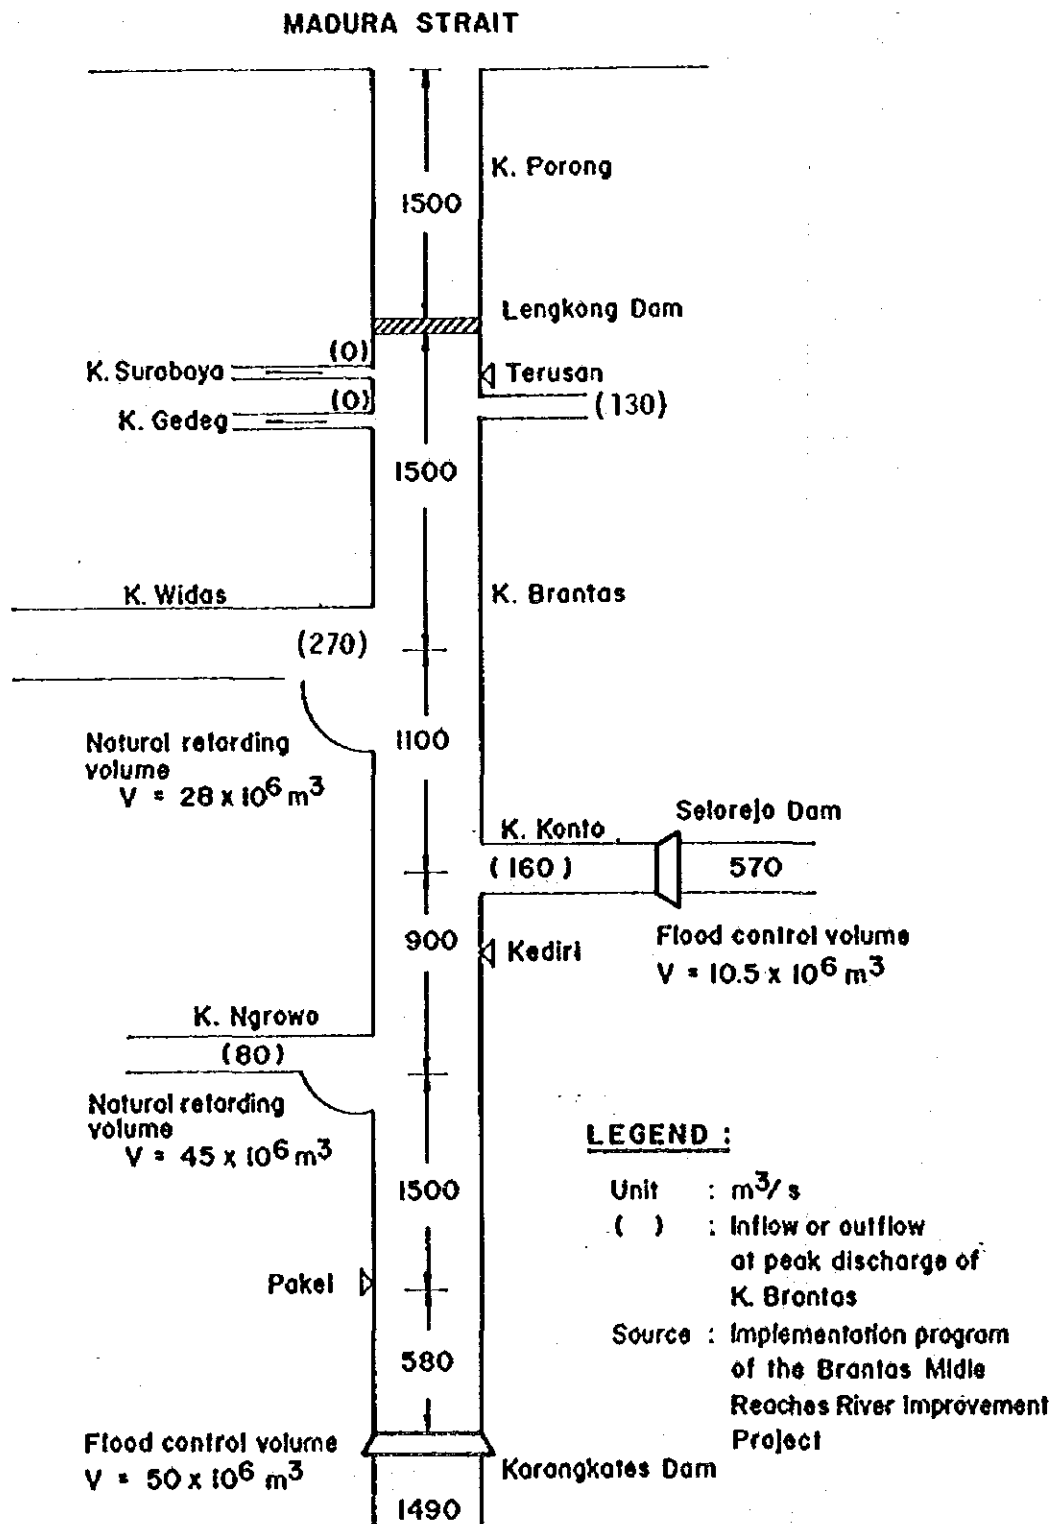 MADURA STRAIT
K. Porong
1500
Lengkong Dam
(0)
K. Surabaya
Terusan
(0)
(130)
K. Gedeg
1500
K. Widas
K. Brantas
(270)
1100
Natural retarding
volume
V = 28 x 10⁶ m³
Selorejo Dam
K. Konto
(160)
570
900
Kediri
Flood control volume
V = 10.5 x 10⁶ m³
K. Ngrowo
(80)
Natural retarding
volume
V = 45 x 10⁶ m³
LEGEND :
1500
Unit : m³/s
( ) : Inflow or outflow
at peak discharge of
K. Brantas
Pakel
Source : Implementation program
of the Brantas Midle
Reaches River Improvement
Project
580
Flood control volume
V = 50 x 10⁶ m³
Karangkates Dam
1490